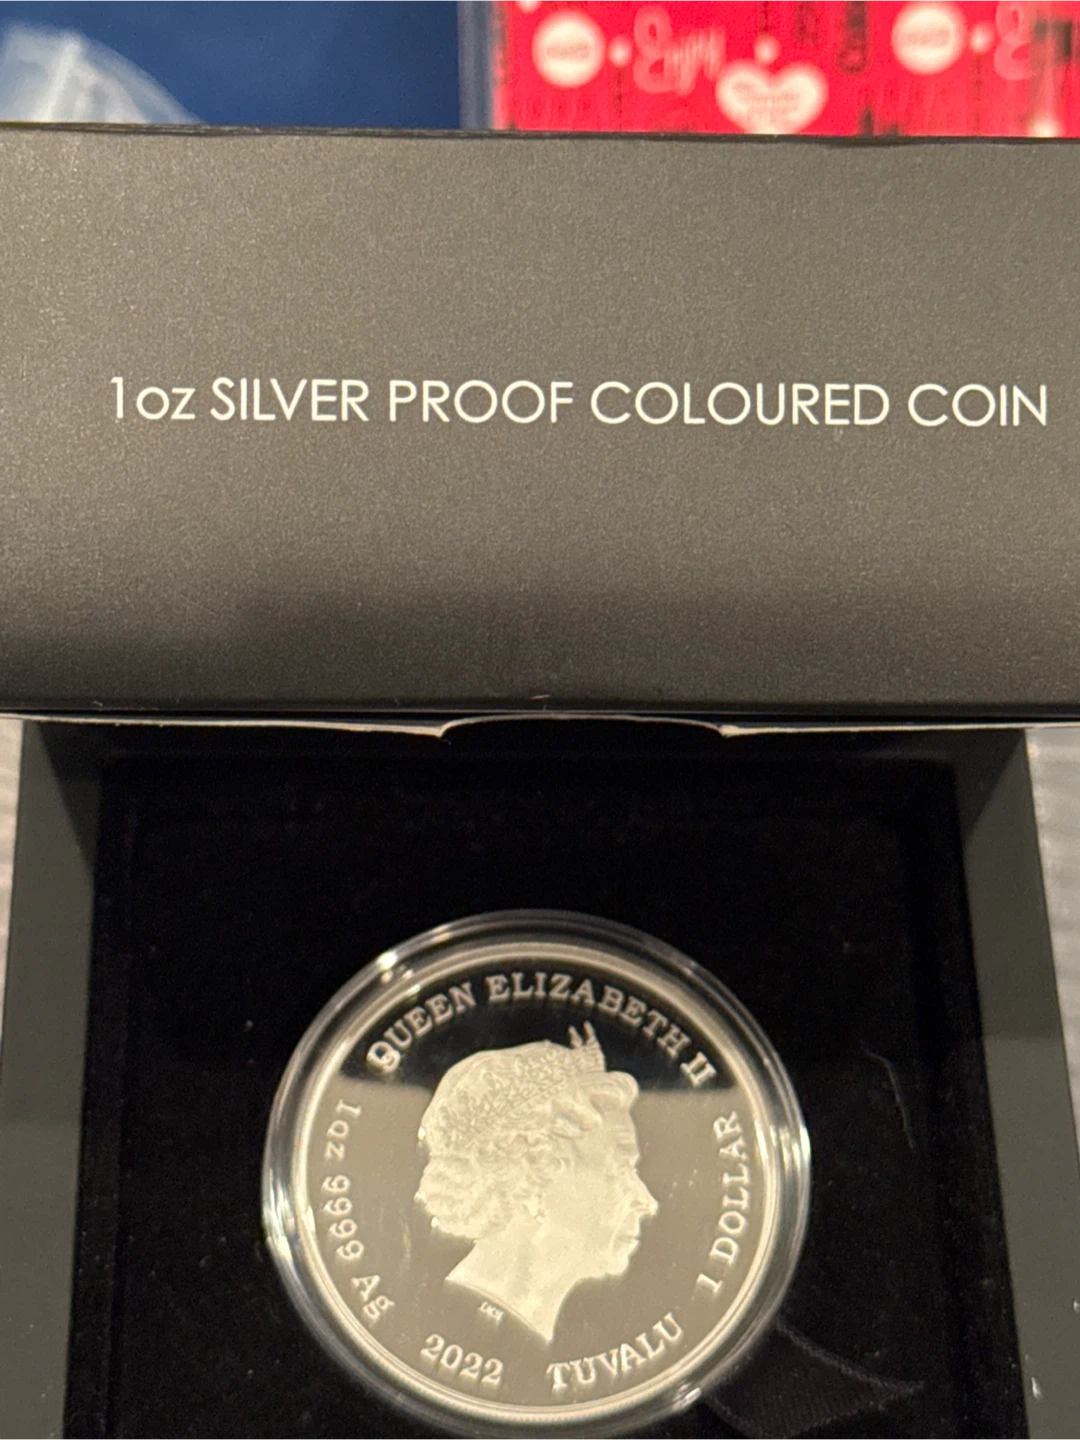 1oz SILVER PROOF COLOURED COIN
QUEEN ELIZABETH II
1oz 9999 Ag
1 DOLLAR
2022 TUVALU